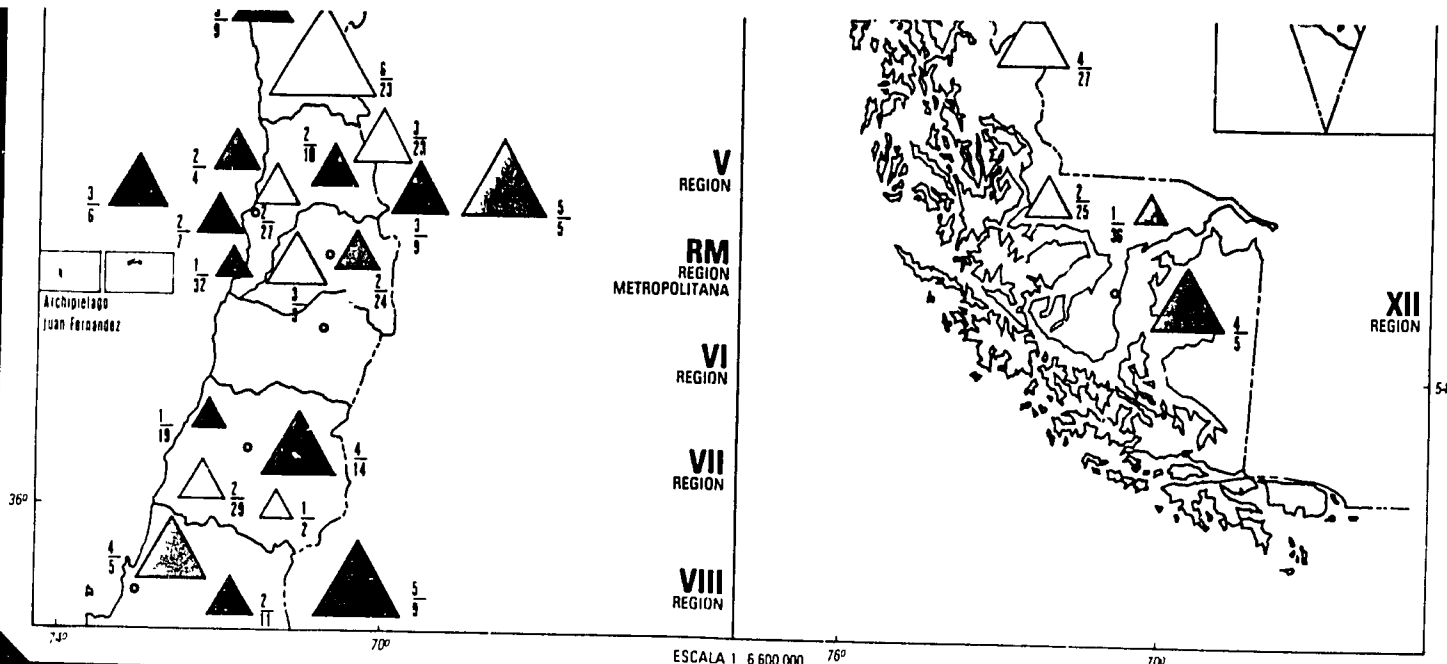 9
6
23
4
27
2
10
3
23
2
4
3
6
2
7
2
27
3
9
5
5
V
REGION
2
25
1
36
1
32
3
2
24
RM
REGION
METROPOLITANA
Archipielago
Juan Fernandez
4
5
XII
REGION
VI
REGION
1
19
4
14
VII
REGION
2
29
1
2
36º
4
5
2
11
5
9
VIII
REGION
74º
70º
76º
70º
ESCALA 1 6 600 000